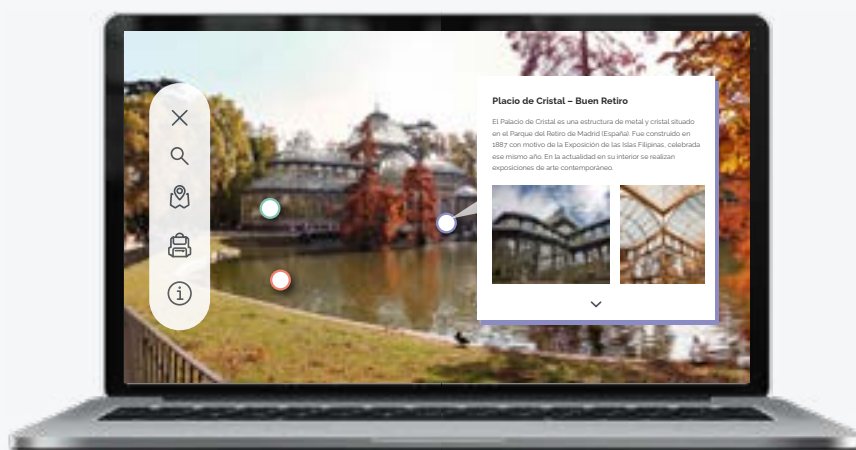 Placio de Cristal – Buen Retiro
El Palacio de Cristal es una estructura de metal y cristal situado
en el Parque del Retiro de Madrid (España). Fue construido en
1887 con motivo de la Exposición de las Islas Filipinas, celebrada
ese mismo año. En la actualidad en su interior se realizan
exposiciones de arte contemporáneo.